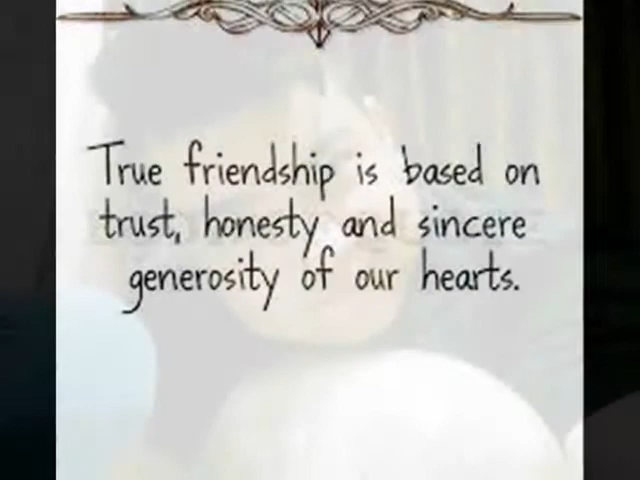 True friendship is based on
trust, honesty and sincere
generosity of our hearts.